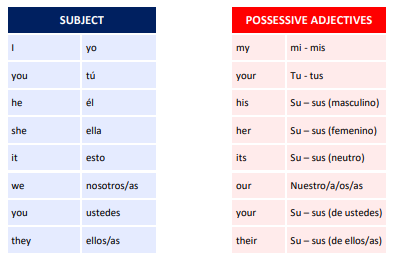 SUBJECT
I yo
you tú
he él
she ella
it esto
we nosotros/as
you ustedes
they ellos/as
POSSESSIVE ADJECTIVES
my mi - mis
your Tu - tus
his Su – sus (masculino)
her Su – sus (femenino)
its Su – sus (neutro)
our Nuestro/a/os/as
your Su – sus (de ustedes)
their Su – sus (de ellos/as)